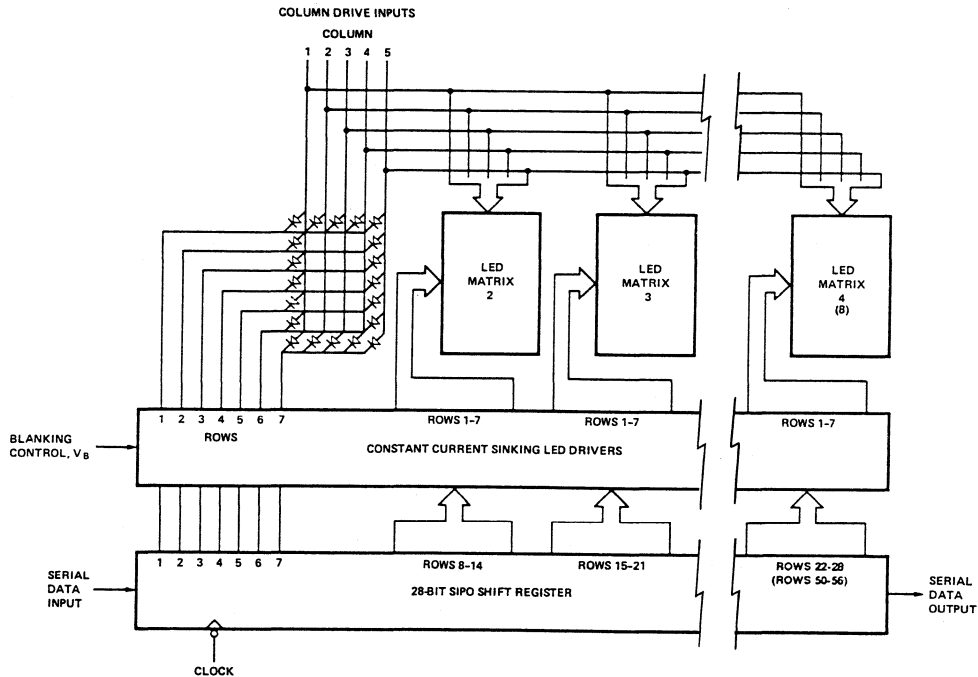 COLUMN DRIVE INPUTS
COLUMN
1 2 3 4 5
LED
MATRIX
2
LED
MATRIX
3
LED
MATRIX
4
(8)
1 2 3 4 5 6 7
ROWS
ROWS 1–7
ROWS 1–7
ROWS 1–7
BLANKING
CONTROL, VB
CONSTANT CURRENT SINKING LED DRIVERS
1 2 3 4 5 6 7
ROWS 8–14
ROWS 15–21
ROWS 22-28
(ROWS 50-56)
SERIAL
DATA
INPUT
28-BIT SIPO SHIFT REGISTER
SERIAL
DATA
OUTPUT
CLOCK